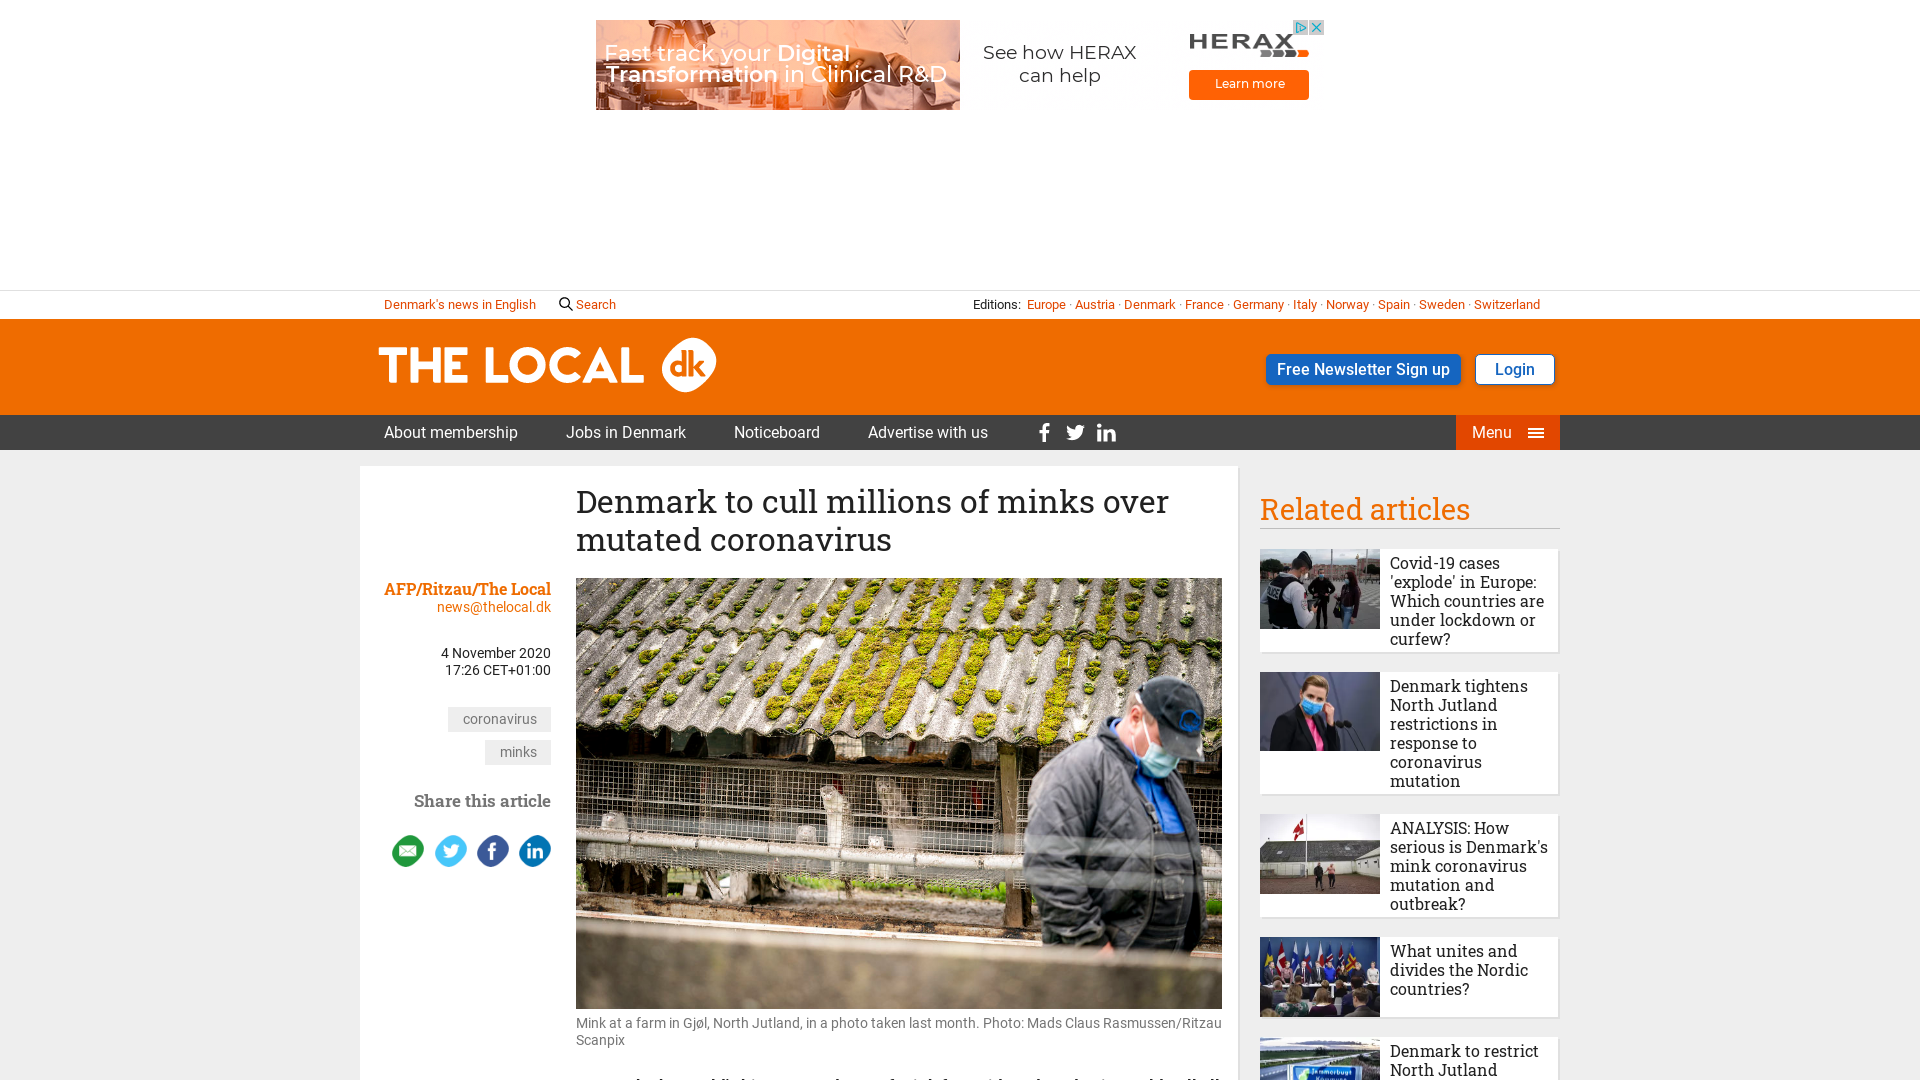 Fast track your Digital
Transformation in Clinical R&D
See how HERAX
can help
HERAX
Learn more
Denmark's news in English
Search
Editions: Europe · Austria · Denmark · France · Germany · Italy · Norway · Spain · Sweden · Switzerland
THE LOCAL dk
Free Newsletter Sign up
Login
About membership
Jobs in Denmark
Noticeboard
Advertise with us
Menu
Denmark to cull millions of minks over
mutated coronavirus
AFP/Ritzau/The Local
news@thelocal.dk
4 November 2020
17:26 CET+01:00
coronavirus
minks
Share this article
Mink at a farm in Gjøl, North Jutland, in a photo taken last month. Photo: Mads Claus Rasmussen/Ritzau
Scanpix
Related articles
Covid-19 cases
'explode' in Europe:
Which countries are
under lockdown or
curfew?
Denmark tightens
North Jutland
restrictions in
response to
coronavirus
mutation
ANALYSIS: How
serious is Denmark's
mink coronavirus
mutation and
outbreak?
What unites and
divides the Nordic
countries?
Denmark to restrict
North Jutland